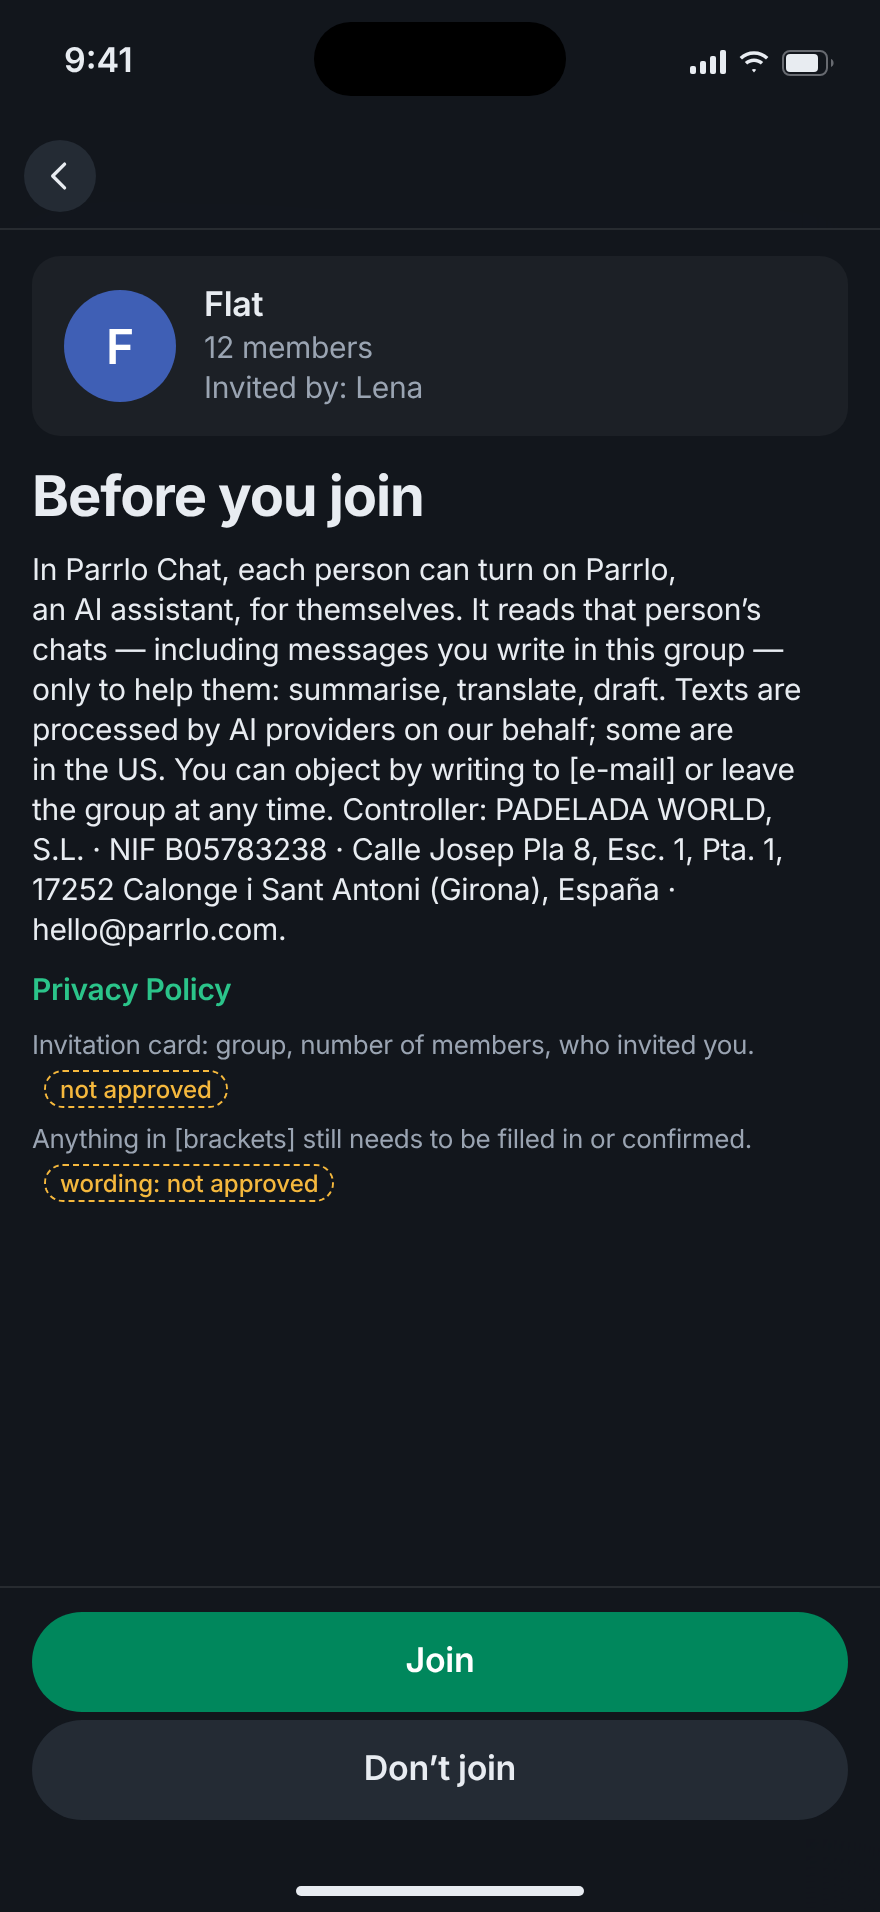 9:41
F
Flat
12 members
Invited by: Lena
Before you join
In Parrlo Chat, each person can turn on Parrlo,
an AI assistant, for themselves. It reads that person’s
chats — including messages you write in this group —
only to help them: summarise, translate, draft. Texts are
processed by AI providers on our behalf; some are
in the US. You can object by writing to [e-mail] or leave
the group at any time. Controller: PADELADA WORLD,
S.L. · NIF B05783238 · Calle Josep Pla 8, Esc. 1, Pta. 1,
17252 Calonge i Sant Antoni (Girona), España ·
hello@parrlo.com.
Privacy Policy
Invitation card: group, number of members, who invited you.
not approved
Anything in [brackets] still needs to be filled in or confirmed.
wording: not approved
Join
Don’t join